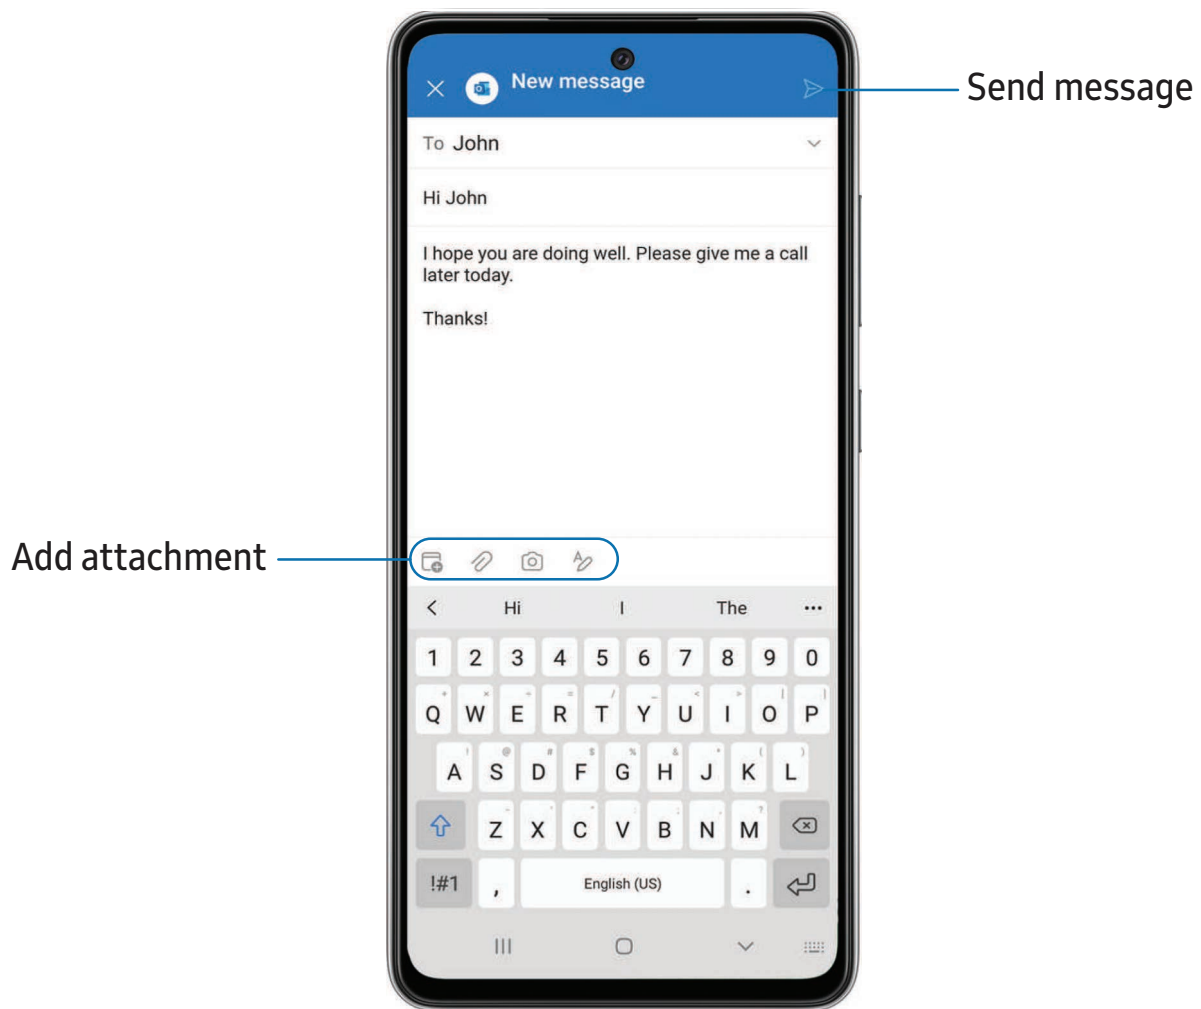 New message
Send message
To John
Hi John
I hope you are doing well. Please give me a call
later today.
Thanks!
Add attachment
Hi I The
1 2 3 4 5 6 7 8 9 0
Q W E R T Y U I O P
A S D F G H J K L
Z X C V B N M
!#1 , English (US) .